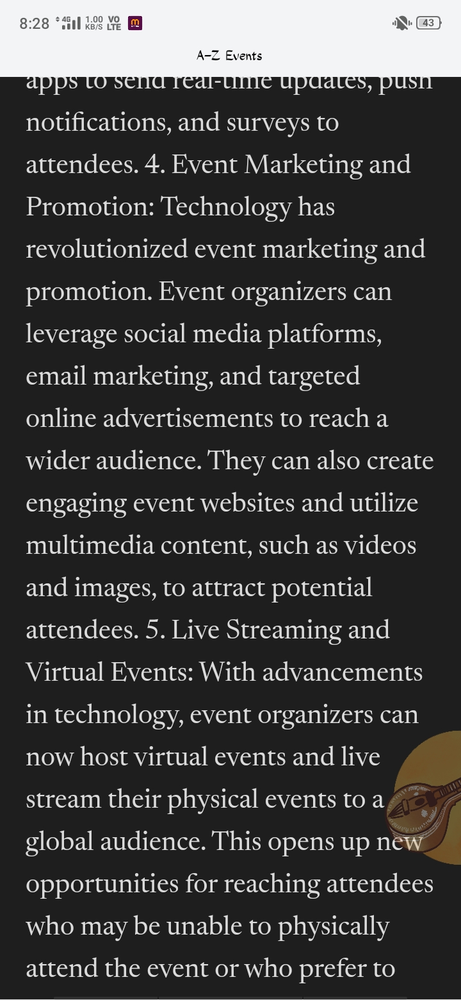 8:28 4G 1.00 KB/S VO LTE 43
A-Z Events
apps to send real-time updates, push
notifications, and surveys to
attendees. 4. Event Marketing and
Promotion: Technology has
revolutionized event marketing and
promotion. Event organizers can
leverage social media platforms,
email marketing, and targeted
online advertisements to reach a
wider audience. They can also create
engaging event websites and utilize
multimedia content, such as videos
and images, to attract potential
attendees. 5. Live Streaming and
Virtual Events: With advancements
in technology, event organizers can
now host virtual events and live
stream their physical events to a
global audience. This opens up new
opportunities for reaching attendees
who may be unable to physically
attend the event or who prefer to